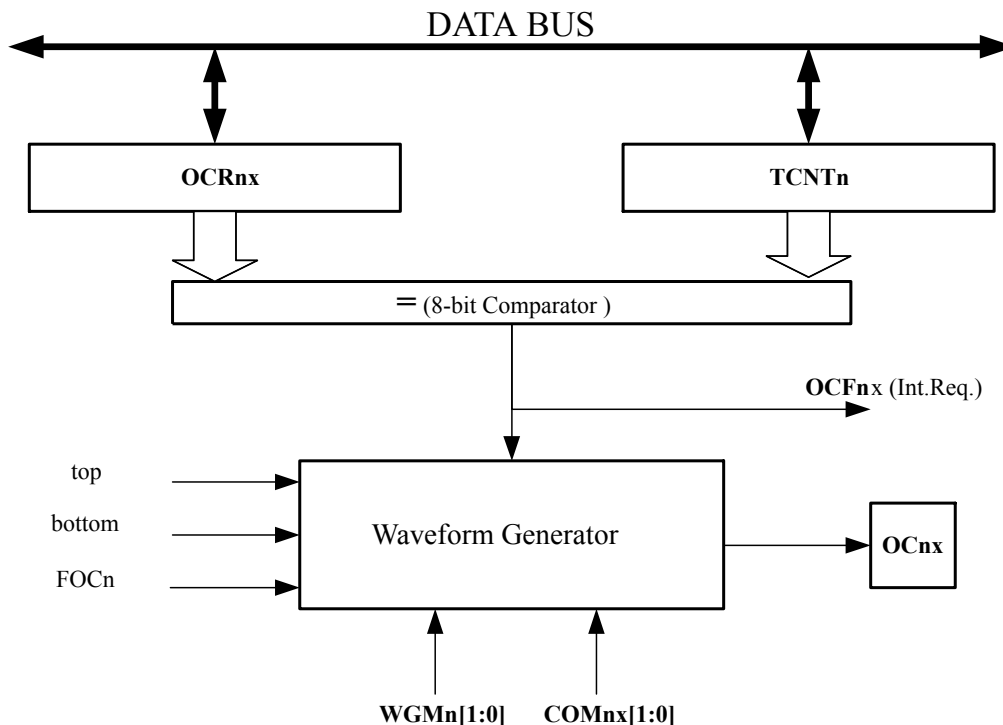 DATA BUS
OCRnx
TCNTn
= (8-bit Comparator )
OCFnx (Int.Req.)
top
bottom
FOCn
Waveform Generator
OCnx
WGMn[1:0]
COMnx[1:0]